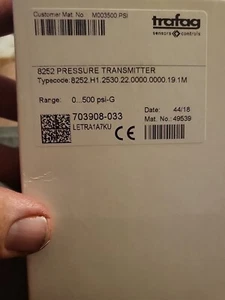 Customer Mat. No. M003500 PSI
trafag
sensors & controls
8252 PRESSURE TRANSMITTER
Typecode: 8252.H1.2530.22.0000.0000.19.1M
Range: 0...500 psi-G
703908-033
LETRA1A7KU
Date: 44/18
Mat. No.: 49539
CE